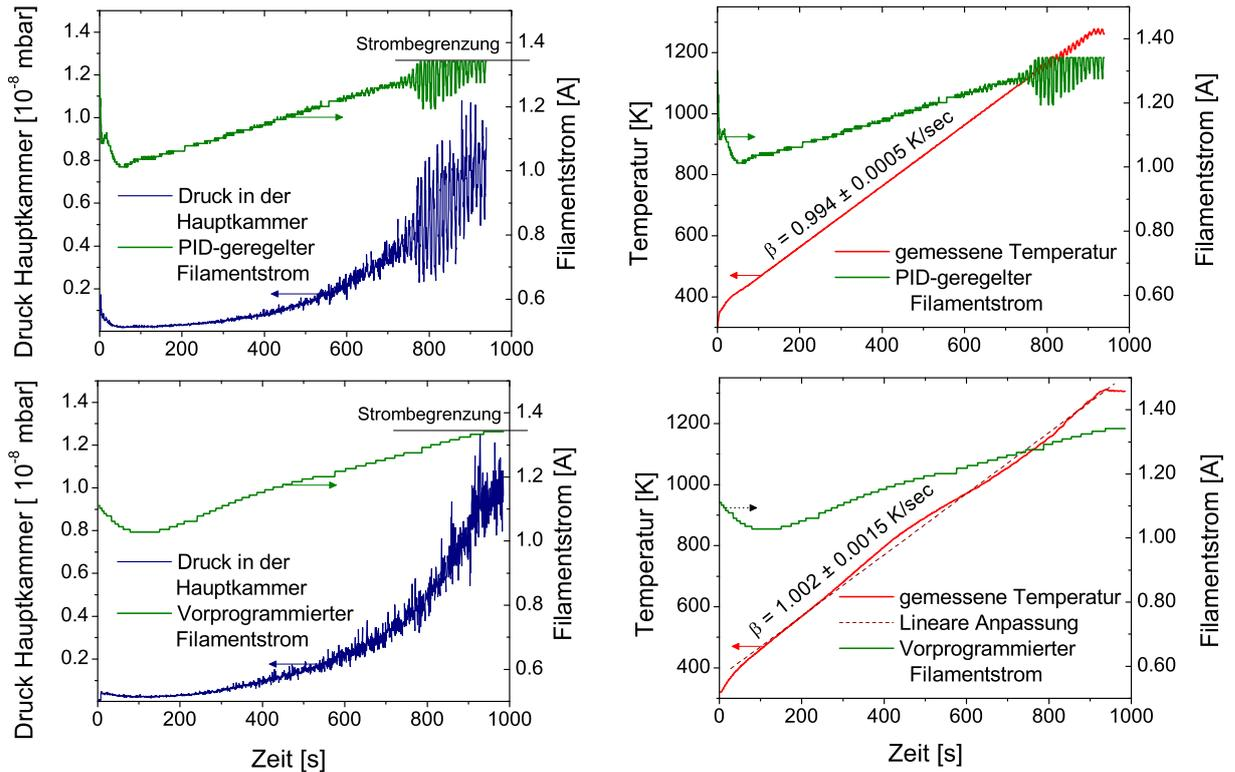 Druck Hauptkammer [10⁻⁸ mbar]
1.4
1.2
1.0
0.8
0.6
0.4
0.2
Strombegrenzung
Druck in der
Hauptkammer
PID-geregelter
Filamentstrom
1.4
1.2
1.0
0.8
0.6
Filamentstrom [A]
0 200 400 600 800 1000
Temperatur [K]
1200
1000
800
600
400
β = 0.994 ± 0.0005 K/sec
gemessene Temperatur
PID-geregelter
Filamentstrom
1.40
1.20
1.00
0.80
0.60
Filamentstrom [A]
0 200 400 600 800 1000
Druck Hauptkammer [ 10⁻⁸ mbar]
1.4
1.2
1.0
0.8
0.6
0.4
0.2
Strombegrenzung
Druck in der
Hauptkammer
Vorprogrammierter
Filamentstrom
1.4
1.2
1.0
0.8
0.6
Filamentstrom [A]
0 200 400 600 800 1000
Zeit [s]
Temperatur [K]
1200
1000
800
600
400
β = 1.002 ± 0.0015 K/sec
gemessene Temperatur
Lineare Anpassung
Vorprogrammierter
Filamentstrom
1.40
1.20
1.00
0.80
0.60
Filamentstrom [A]
0 200 400 600 800 1000
Zeit [s]